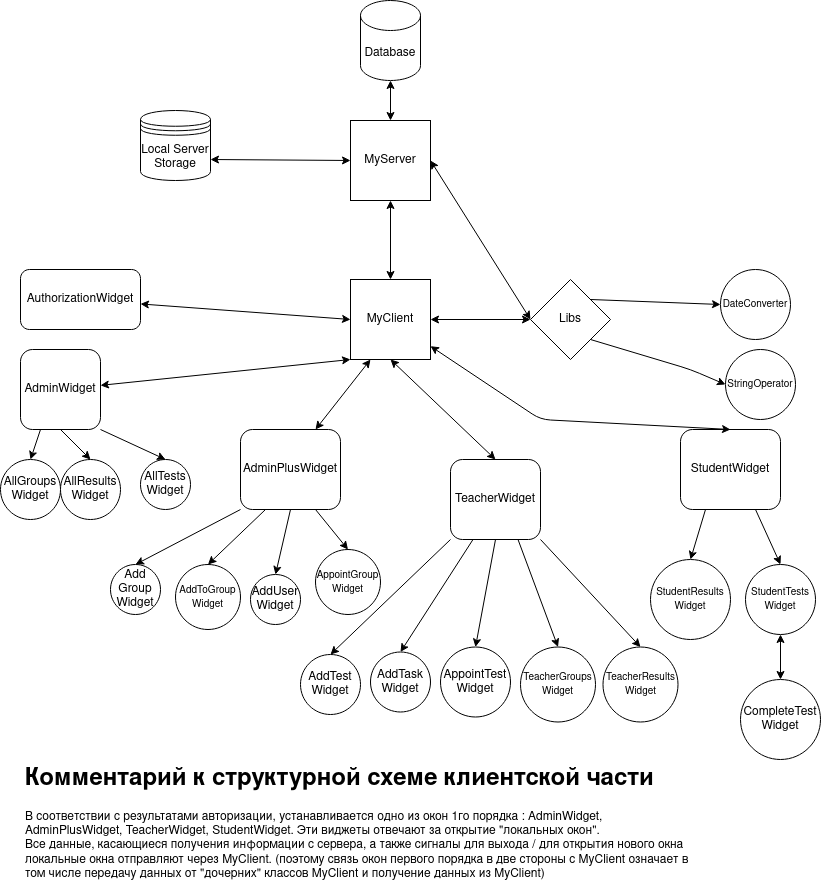 Database
Local Server
Storage
MyServer
AuthorizationWidget
MyClient
Libs
DateConverter
StringOperator
AdminWidget
AllGroups
Widget
AllResults
Widget
AllTests
Widget
AdminPlusWidget
TeacherWidget
StudentWidget
Add
Group
Widget
AddToGroup
Widget
AddUser
Widget
AppointGroup
Widget
StudentResults
Widget
StudentTests
Widget
AddTest
Widget
AddTask
Widget
AppointTest
Widget
TeacherGroups
Widget
TeacherResults
Widget
CompleteTest
Widget
Комментарий к структурной схеме клиентской части
В соответствии с результатами авторизации, устанавливается одно из окон 1го порядка : AdminWidget,
AdminPlusWidget, TeacherWidget, StudentWidget. Эти виджеты отвечают за открытие "локальных окон".
Все данные, касающиеся получения информации с сервера, а также сигналы для выхода / для открытия нового окна
локальные окна отправляют через MyClient. (поэтому связь окон первого порядка в две стороны с MyClient означает в
том числе передачу данных от "дочерних" классов MyClient и получение данных из MyClient)